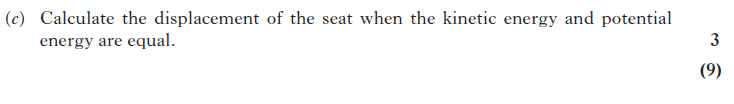 (c) Calculate the displacement of the seat when the kinetic energy and potential
energy are equal. 3
(9)